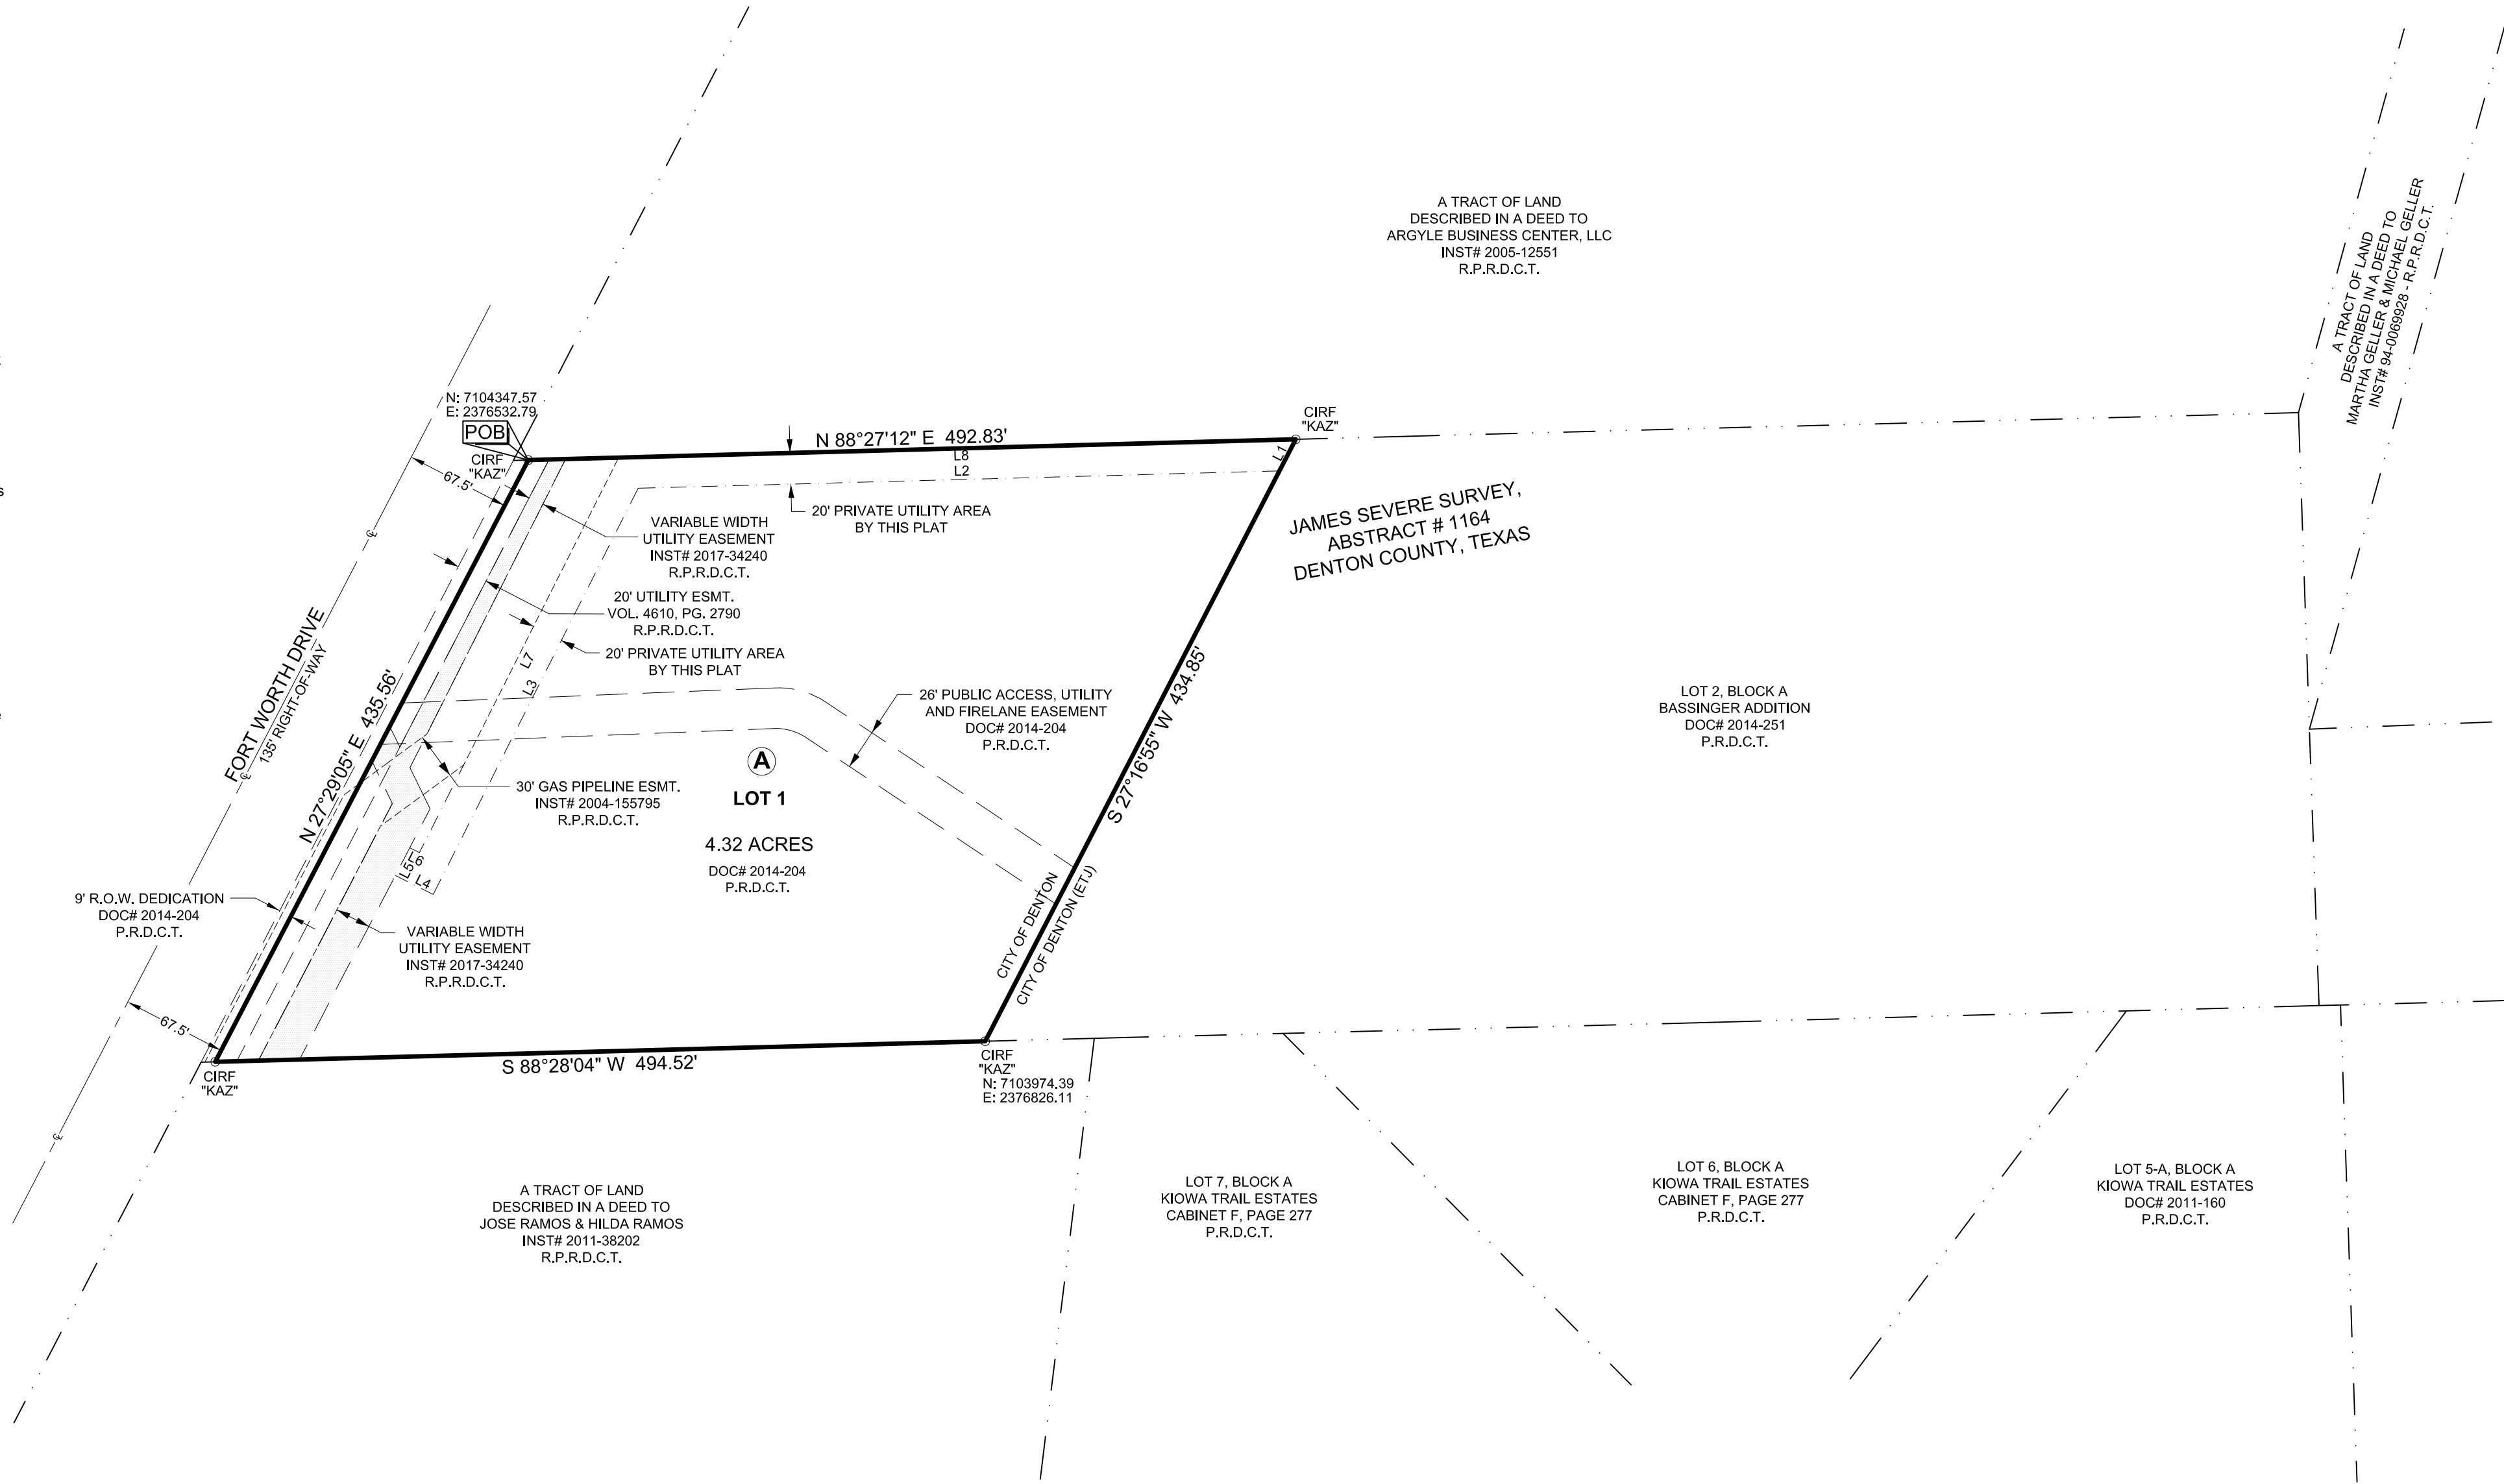 A TRACT OF LAND
DESCRIBED IN A DEED TO
ARGYLE BUSINESS CENTER, LLC
INST# 2005-12551
R.P.R.D.C.T.
A TRACT OF LAND
DESCRIBED IN A DEED TO
MARTHA GELLER & MICHAEL GELLER
INST# 94-0069928 - R.P.R.D.C.T.
N: 7104347.57
E: 2376532.79
POB
CIRF
"KAZ"
67.5'
N 88°27'12" E 492.83'
L8
L2
CIRF
"KAZ"
L1
20' PRIVATE UTILITY AREA
BY THIS PLAT
JAMES SEVERE SURVEY,
ABSTRACT # 1164
DENTON COUNTY, TEXAS
VARIABLE WIDTH
UTILITY EASEMENT
INST# 2017-34240
R.P.R.D.C.T.
20' UTILITY ESMT.
VOL. 4610, PG. 2790
R.P.R.D.C.T.
20' PRIVATE UTILITY AREA
BY THIS PLAT
L7
L3
FORT WORTH DRIVE
135' RIGHT-OF-WAY
N 27°29'05" E 435.56'
26' PUBLIC ACCESS, UTILITY
AND FIRELANE EASEMENT
DOC# 2014-204
P.R.D.C.T.
S 27°16'55" W 434.85'
LOT 2, BLOCK A
BASSINGER ADDITION
DOC# 2014-251
P.R.D.C.T.
A
LOT 1
4.32 ACRES
DOC# 2014-204
P.R.D.C.T.
30' GAS PIPELINE ESMT.
INST# 2004-155795
R.P.R.D.C.T.
L6
L5
L4
9' R.O.W. DEDICATION
DOC# 2014-204
P.R.D.C.T.
VARIABLE WIDTH
UTILITY EASEMENT
INST# 2017-34240
R.P.R.D.C.T.
CITY OF DENTON
CITY OF DENTON (ETJ)
67.5'
CIRF
"KAZ"
S 88°28'04" W 494.52'
CIRF
"KAZ"
N: 7103974.39
E: 2376826.11
A TRACT OF LAND
DESCRIBED IN A DEED TO
JOSE RAMOS & HILDA RAMOS
INST# 2011-38202
R.P.R.D.C.T.
LOT 7, BLOCK A
KIOWA TRAIL ESTATES
CABINET F, PAGE 277
P.R.D.C.T.
LOT 6, BLOCK A
KIOWA TRAIL ESTATES
CABINET F, PAGE 277
P.R.D.C.T.
LOT 5-A, BLOCK A
KIOWA TRAIL ESTATES
DOC# 2011-160
P.R.D.C.T.